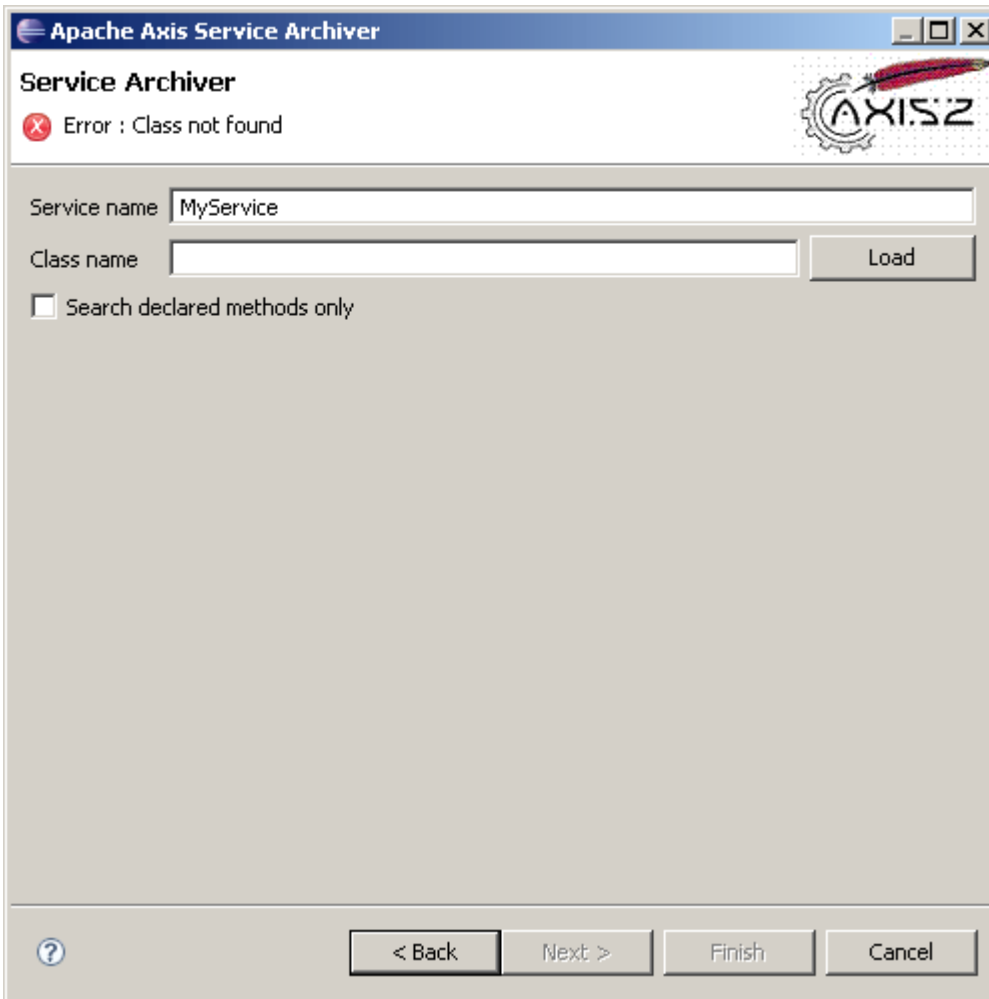 Apache Axis Service Archiver
Service Archiver
Error : Class not found
AXIS2
Service name MyService
Class name Load
Search declared methods only
? < Back Next > Finish Cancel